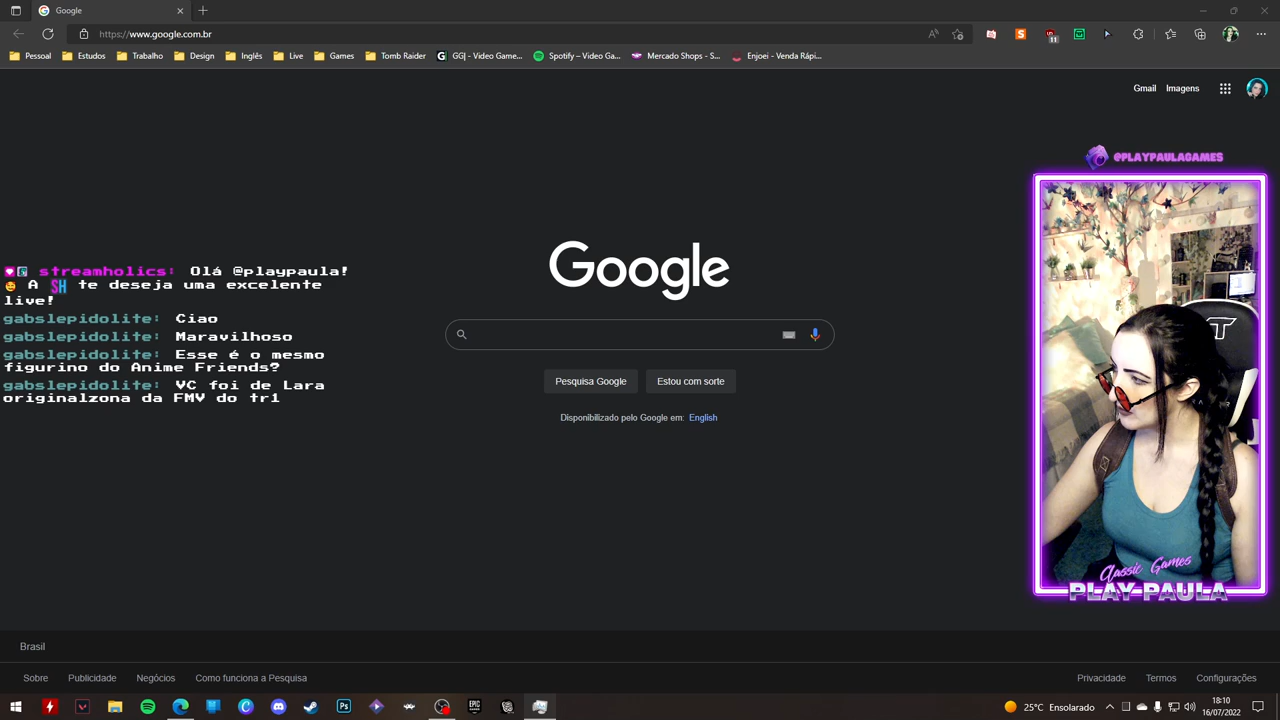 Google
https://www.google.com.br
11
Pessoal Estudos Trabalho Design Inglês Live Games Tomb Raider GG| - Video Game... Spotify – Video Ga... Mercado Shops - S... Enjoei - Venda Rápi...
Gmail Imagens
@PLAYPAULAGAMES
Google
streamholics: Olá @playpaula!
A SH te deseja uma excelente
live!
gabslepidolite: Ciao
gabslepidolite: Maravilhoso
gabslepidolite: Esse é o mesmo
figurino do Anime Friends?
gabslepidolite: VC foi de Lara
originalzona da FMV do tr1
Pesquisa Google Estou com sorte
Disponibilizado pelo Google em: English
Classic Games
PLAY PAULA
Brasil
Sobre Publicidade Negócios Como funciona a Pesquisa Privacidade Termos Configurações
Ps
EPIC
25°C Ensolarado
18:10
16/07/2022